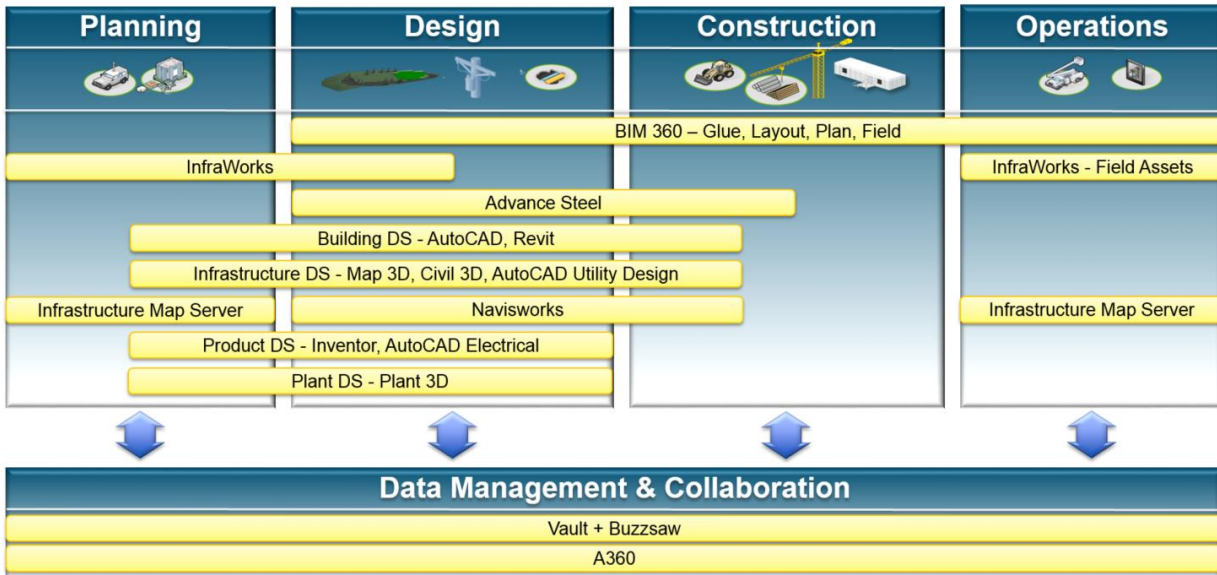 Planning
Design
Construction
Operations
BIM 360 – Glue, Layout, Plan, Field
InfraWorks
InfraWorks - Field Assets
Advance Steel
Building DS - AutoCAD, Revit
Infrastructure DS - Map 3D, Civil 3D, AutoCAD Utility Design
Infrastructure Map Server
Navisworks
Infrastructure Map Server
Product DS - Inventor, AutoCAD Electrical
Plant DS - Plant 3D
Data Management & Collaboration
Vault + Buzzsaw
A360